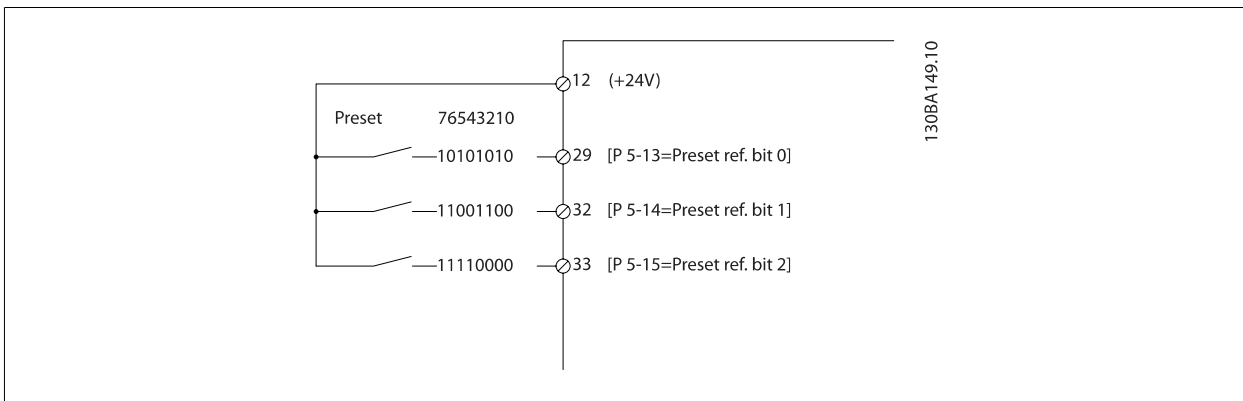 12 (+24V)
Preset 76543210
10101010 29 [P 5-13=Preset ref. bit 0]
11001100 32 [P 5-14=Preset ref. bit 1]
11110000 33 [P 5-15=Preset ref. bit 2]
130BA149.10